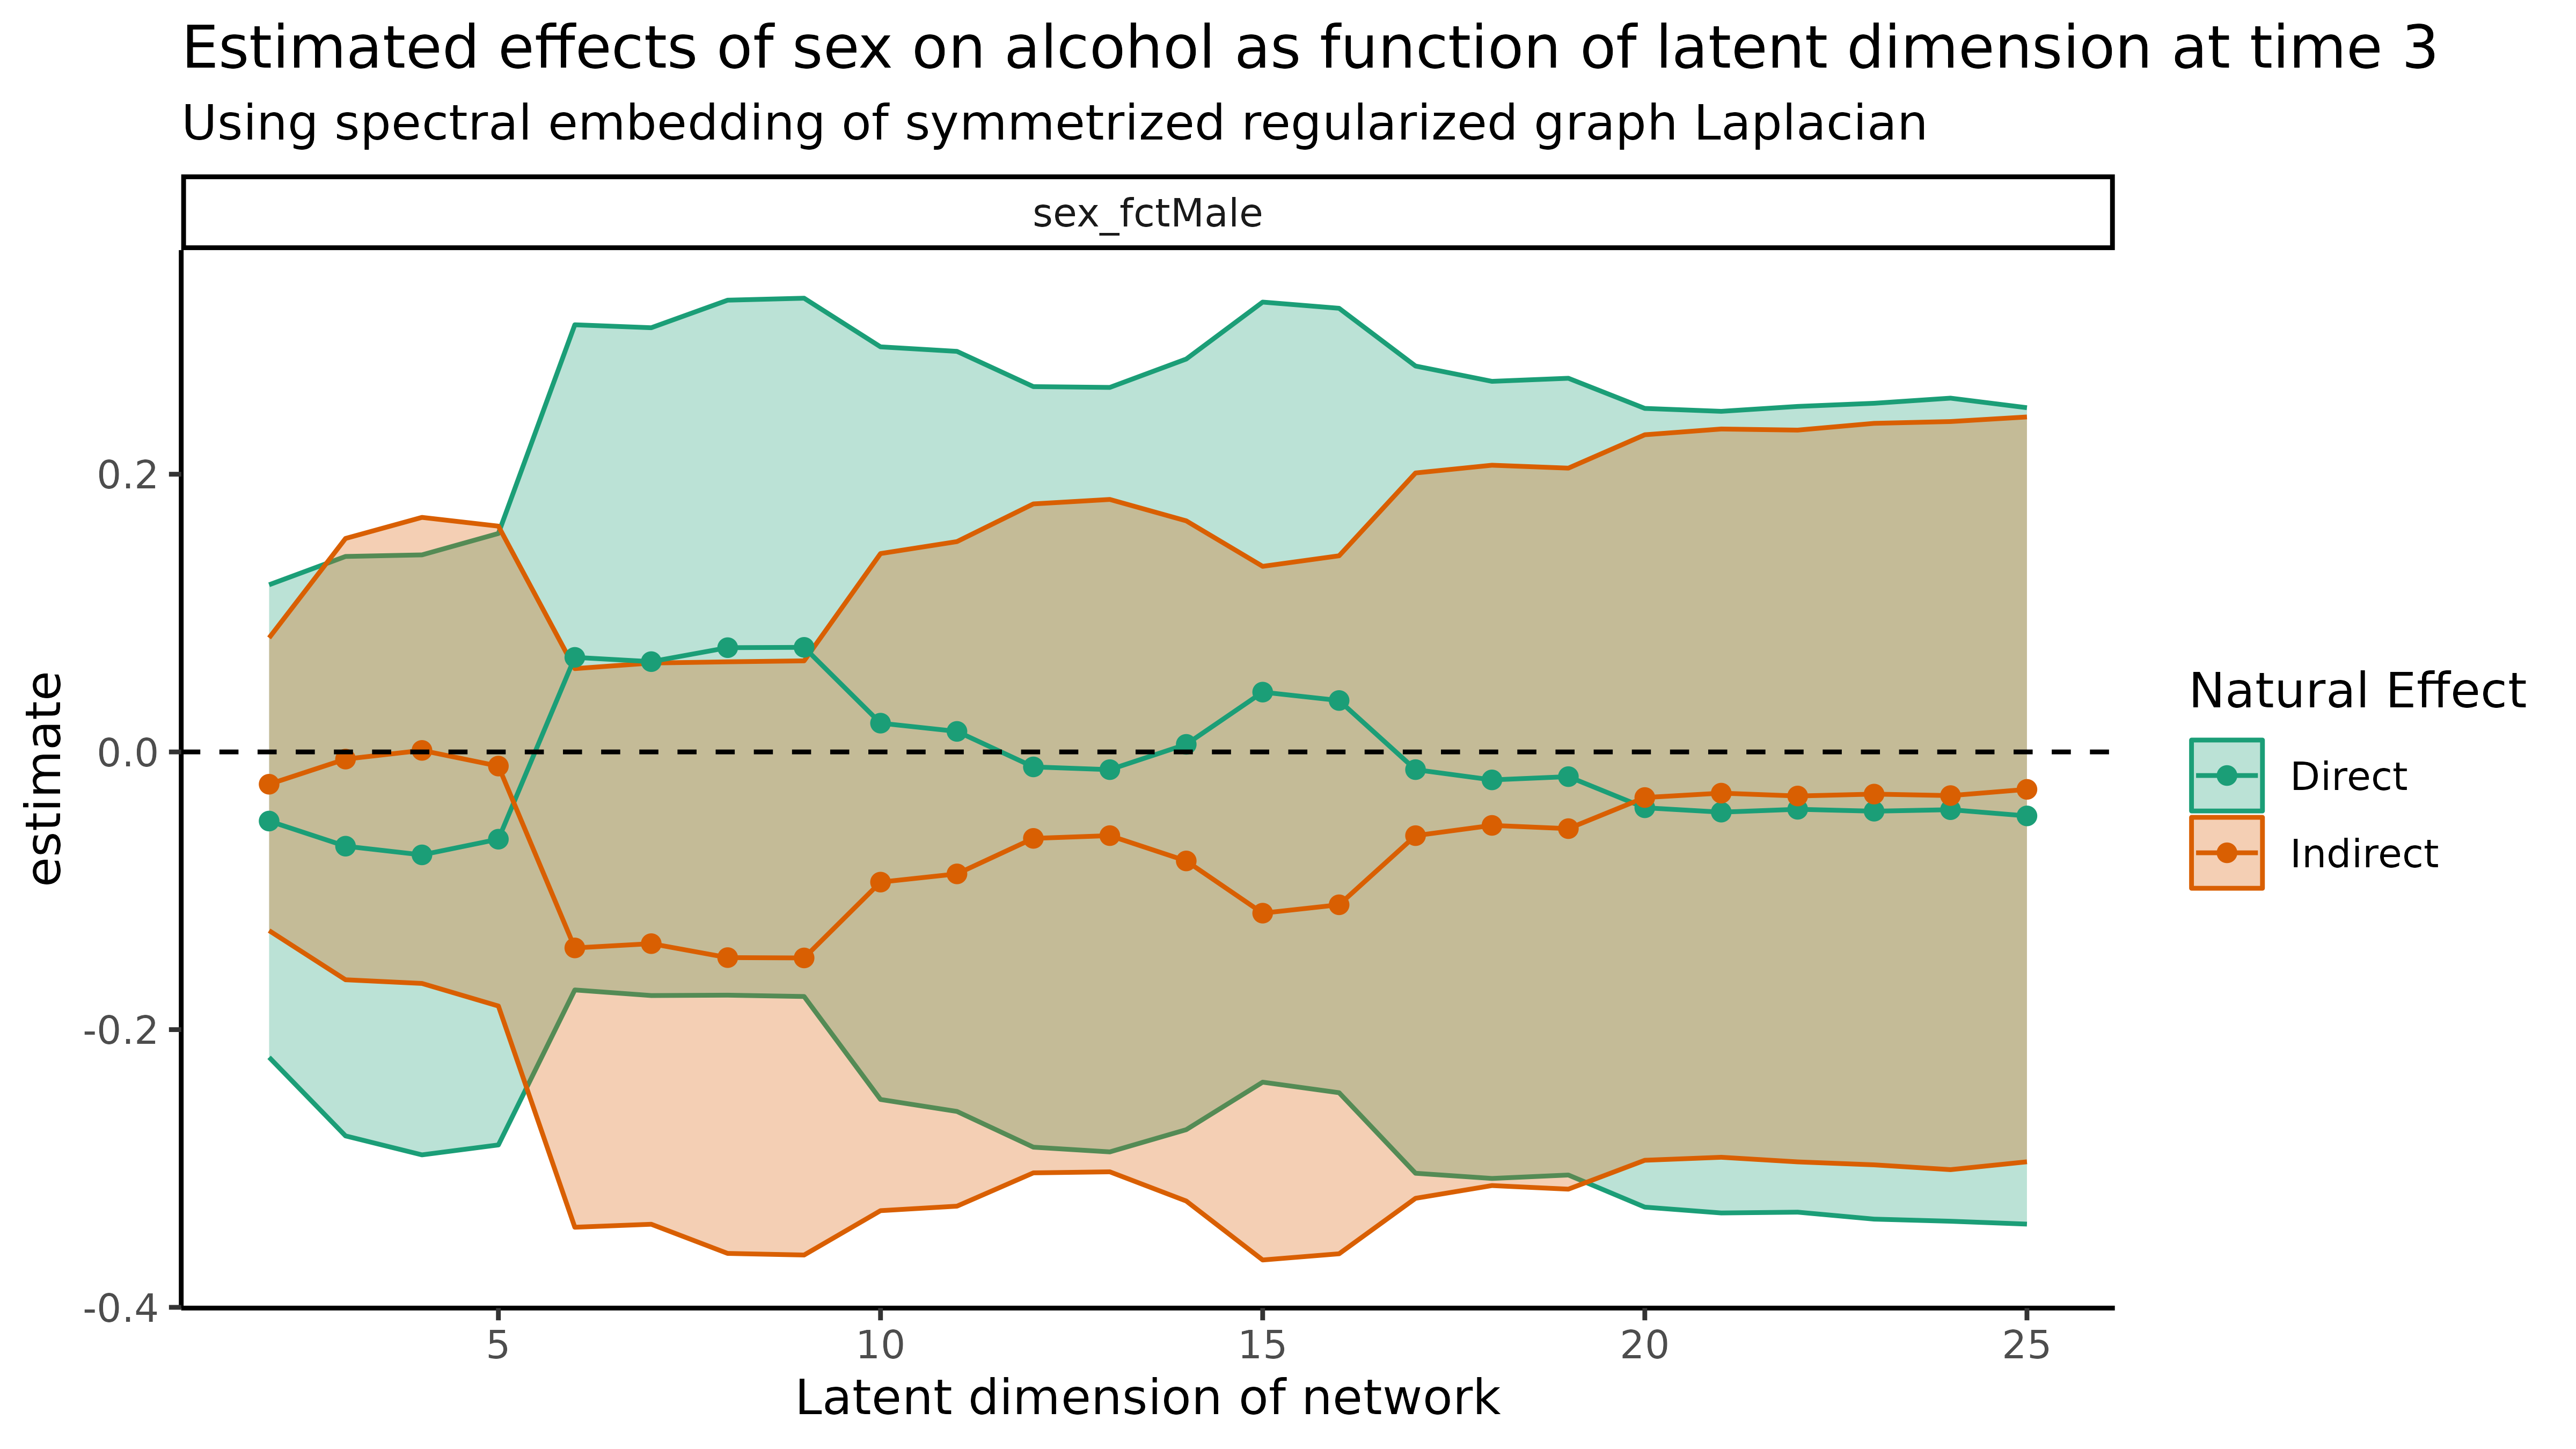 Estimated effects of sex on alcohol as function of latent dimension at time 3
Using spectral embedding of symmetrized regularized graph Laplacian
sex_fctMale
estimate
0.2
0.0
-0.2
-0.4
5 10 15 20 25
Latent dimension of network
Natural Effect
Direct
Indirect